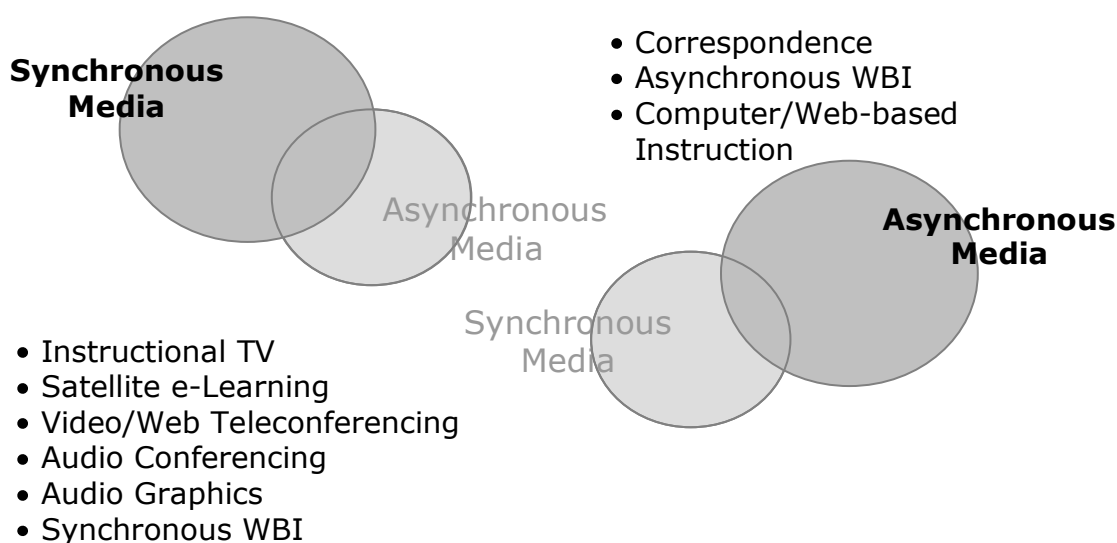 Synchronous
Media
Asynchronous
Media
• Instructional TV
• Satellite e-Learning
• Video/Web Teleconferencing
• Audio Conferencing
• Audio Graphics
• Synchronous WBI
• Correspondence
• Asynchronous WBI
• Computer/Web-based
Instruction
Asynchronous
Media
Synchronous
Media